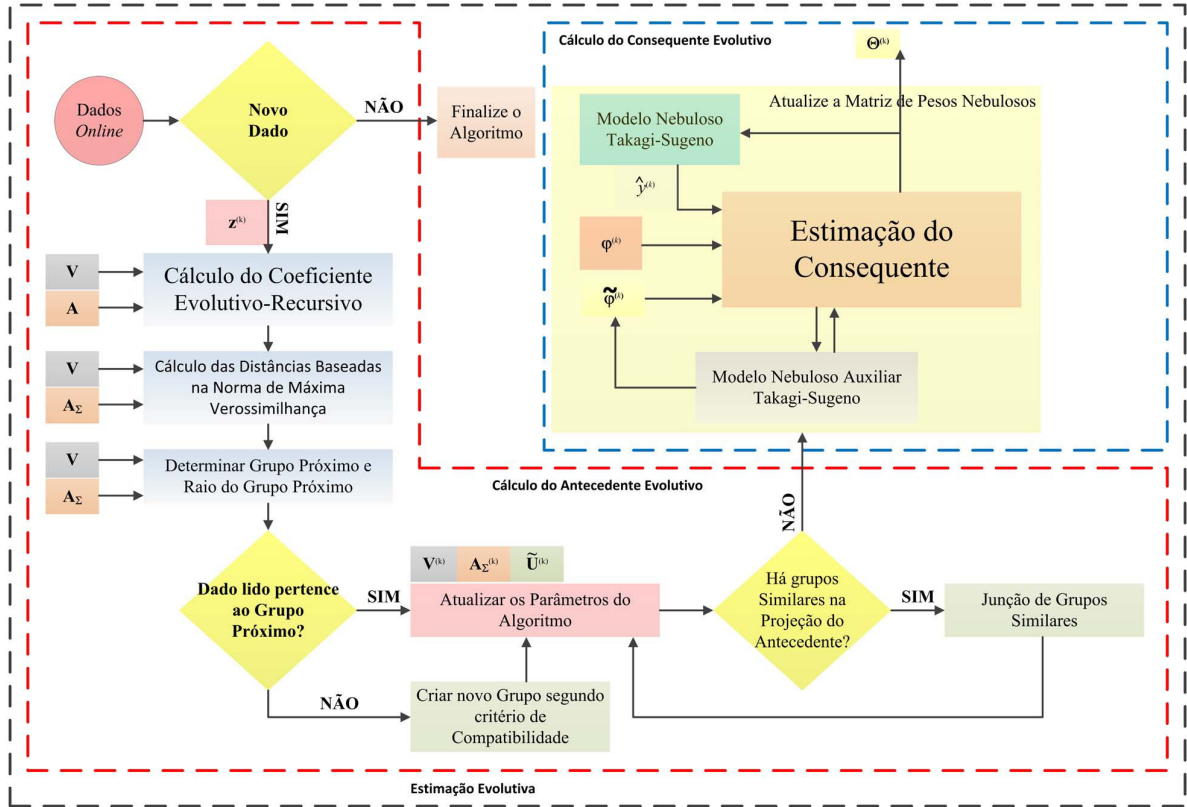 Cálculo do Consequente Evolutivo
Θ⁽ᵏ⁾
Dados
Online
Novo
Dado
NÃO
Finalize o
Algoritmo
Modelo Nebuloso
Takagi-Sugeno
Atualize a Matriz de Pesos Nebulosos
ŷ⁽ᵏ⁾
φ⁽ᵏ⁾
φ̃⁽ᵏ⁾
Estimação do
Consequente
Modelo Nebuloso Auxiliar
Takagi-Sugeno
z⁽ᵏ⁾
SIM
V
A
Cálculo do Coeficiente
Evolutivo-Recursivo
V
A_Σ
Cálculo das Distâncias Baseadas
na Norma de Máxima
Verossimilhança
V
A_Σ
Determinar Grupo Próximo e
Raio do Grupo Próximo
Cálculo do Antecedente Evolutivo
NÃO
Dado lido pertence
ao Grupo
Próximo?
SIM
V⁽ᵏ⁾
A_Σ⁽ᵏ⁾
Ũ⁽ᵏ⁾
Atualizar os Parâmetros do
Algoritmo
Há grupos
Similares na
Projeção do
Antecedente?
SIM
Junção de Grupos
Similares
NÃO
Criar novo Grupo segundo
critério de
Compatibilidade
Estimação Evolutiva